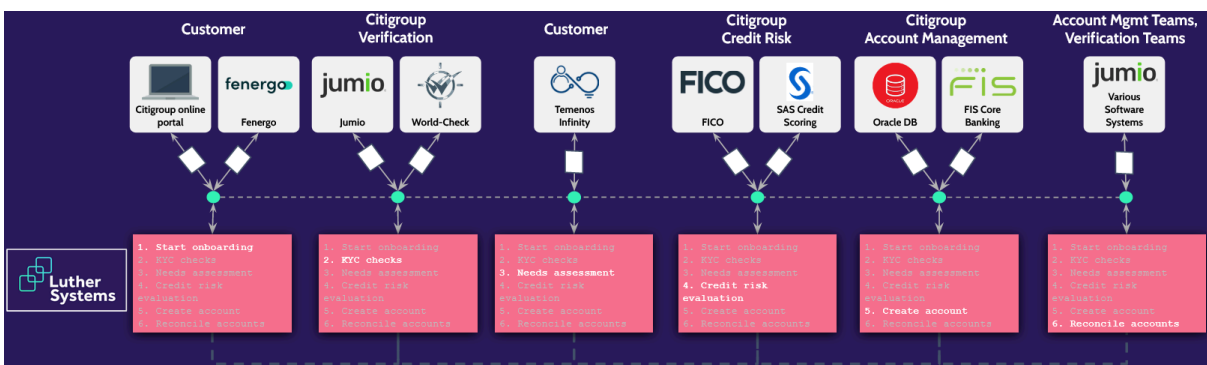 Customer
Citigroup
Verification
Customer
Citigroup
Credit Risk
Citigroup
Account Management
Account Mgmt Teams,
Verification Teams
Citigroup online
portal
fenergo
Fenergo
jumio
Jumio
World-Check
Temenos
Infinity
FICO
FICO
S
SAS Credit
Scoring
ORACLE
Oracle DB
FIS
FIS Core
Banking
jumio
Various
Software
Systems
Luther
Systems
1. Start onboarding
2. KYC checks
3. Needs assessment
4. Credit risk
evaluation
5. Create account
6. Reconcile accounts
1. Start onboarding
2. KYC checks
3. Needs assessment
4. Credit risk
evaluation
5. Create account
6. Reconcile accounts
1. Start onboarding
2. KYC checks
3. Needs assessment
4. Credit risk
evaluation
5. Create account
6. Reconcile accounts
1. Start onboarding
2. KYC checks
3. Needs assessment
4. Credit risk
evaluation
5. Create account
6. Reconcile accounts
1. Start onboarding
2. KYC checks
3. Needs assessment
4. Credit risk
evaluation
5. Create account
6. Reconcile accounts
1. Start onboarding
2. KYC checks
3. Needs assessment
4. Credit risk
evaluation
5. Create account
6. Reconcile accounts